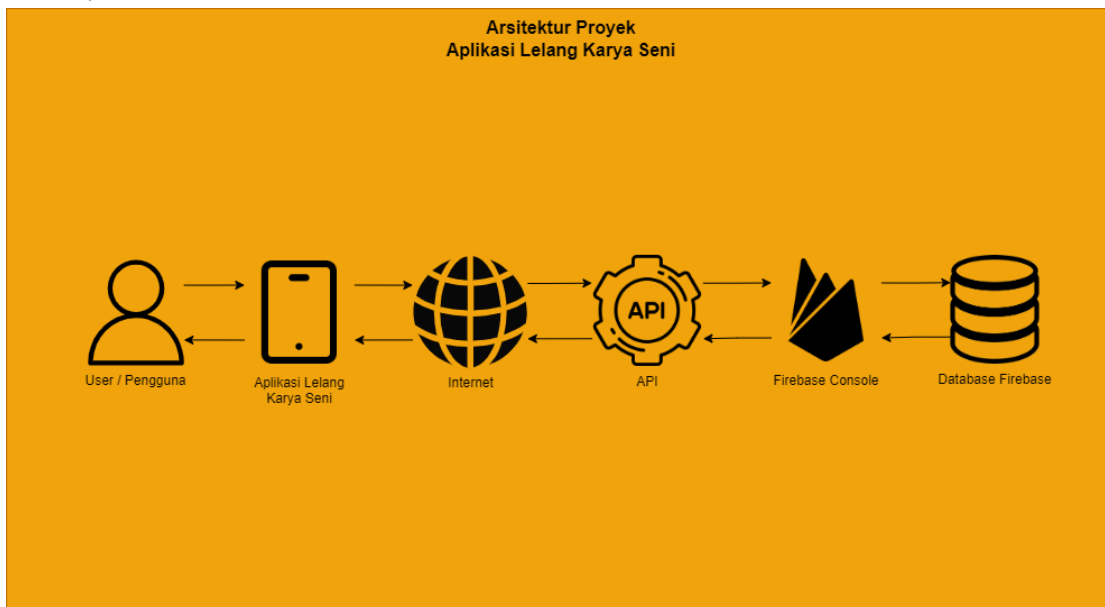 Arsitektur Proyek
Aplikasi Lelang Karya Seni
API
User / Pengguna
Aplikasi Lelang
Karya Seni
Internet
API
Firebase Console
Database Firebase